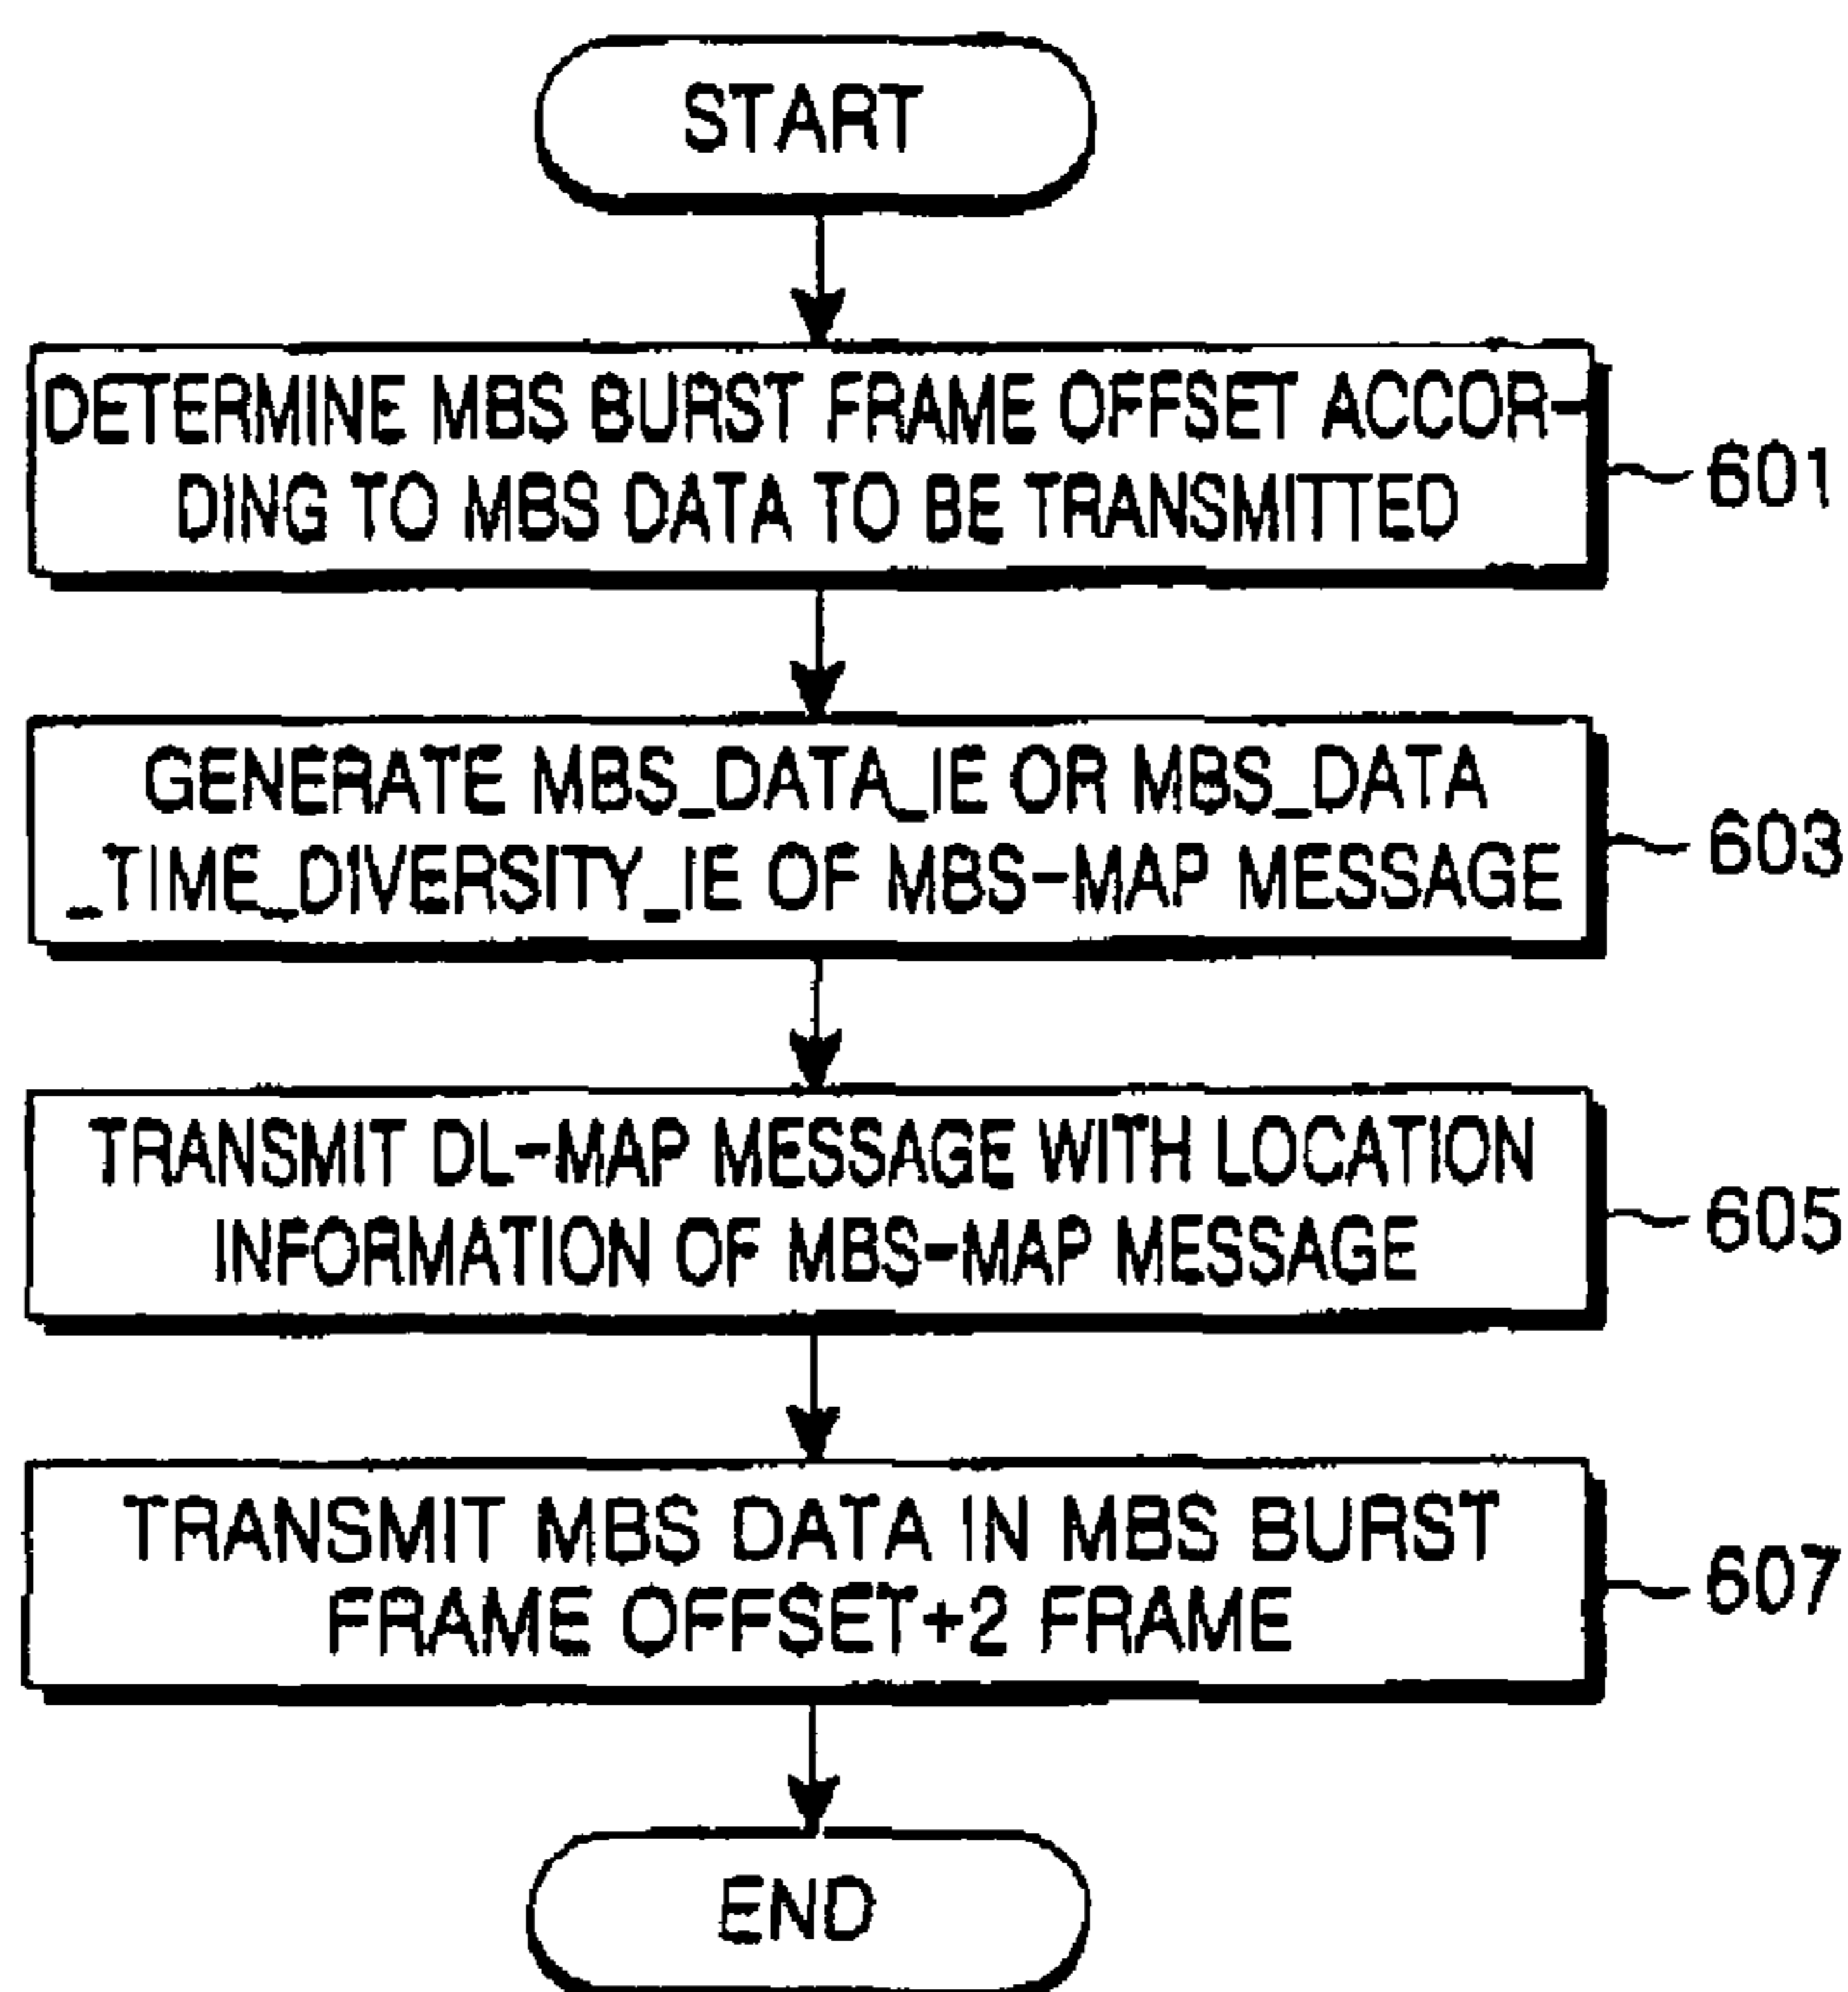 START
DETERMINE MBS BURST FRAME OFFSET ACCOR-
DING TO MBS DATA TO BE TRANSMITTED
601
GENERATE MBS_DATA_IE OR MBS_DATA
_TIME_DIVERSITY_IE OF MBS-MAP MESSAGE
603
TRANSMIT DL-MAP MESSAGE WITH LOCATION
INFORMATION OF MBS-MAP MESSAGE
605
TRANSMIT MBS DATA IN MBS BURST
FRAME OFFSET+2 FRAME
607
END